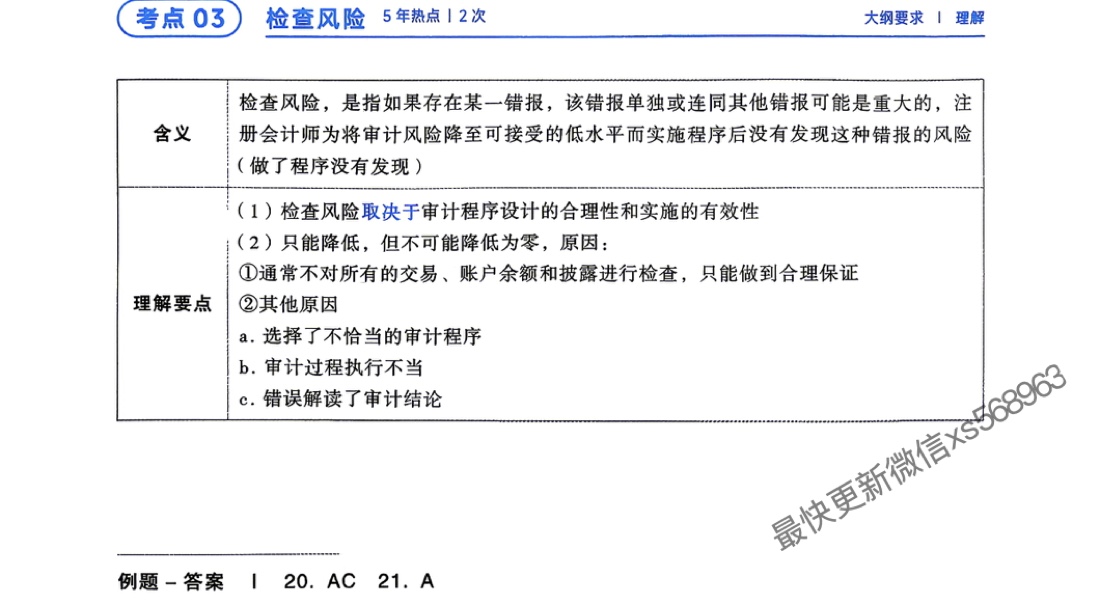 考点 03 检查风险 5年热点 | 2次 大纲要求 | 理解
含义
检查风险，是指如果存在某一错报，该错报单独或连同其他错报可能是重大的，注
册会计师为将审计风险降至可接受的低水平而实施程序后没有发现这种错报的风险
（做了程序没有发现）
理解要点
（1）检查风险取决于审计程序设计的合理性和实施的有效性
（2）只能降低，但不可能降低为零，原因：
①通常不对所有的交易、账户余额和披露进行检查，只能做到合理保证
②其他原因
a. 选择了不恰当的审计程序
b. 审计过程执行不当
c. 错误解读了审计结论
最快更新微信xs568963
例题 – 答案 | 20. AC 21. A